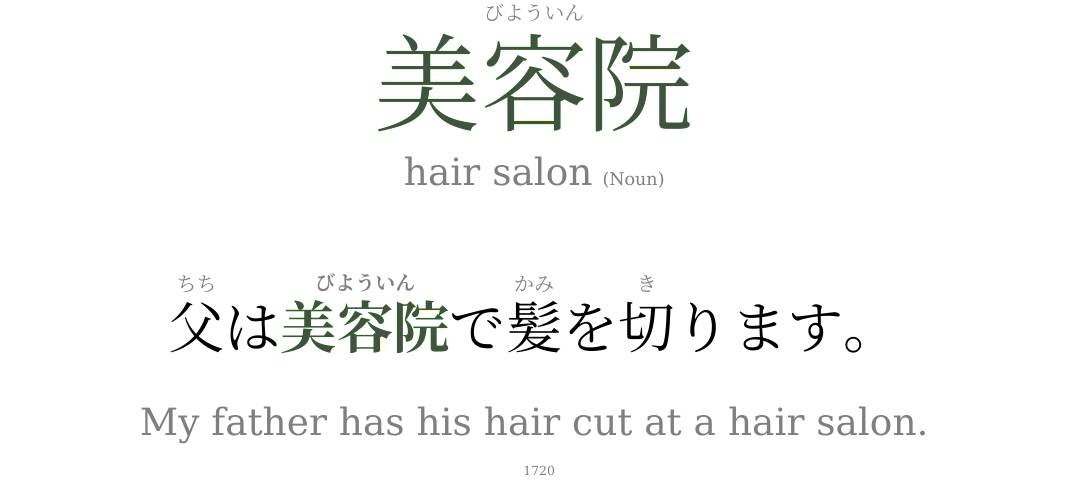 びよういん
美容院
hair salon (Noun)
ちち びよういん かみ き
父は美容院で髪を切ります。
My father has his hair cut at a hair salon.
1720